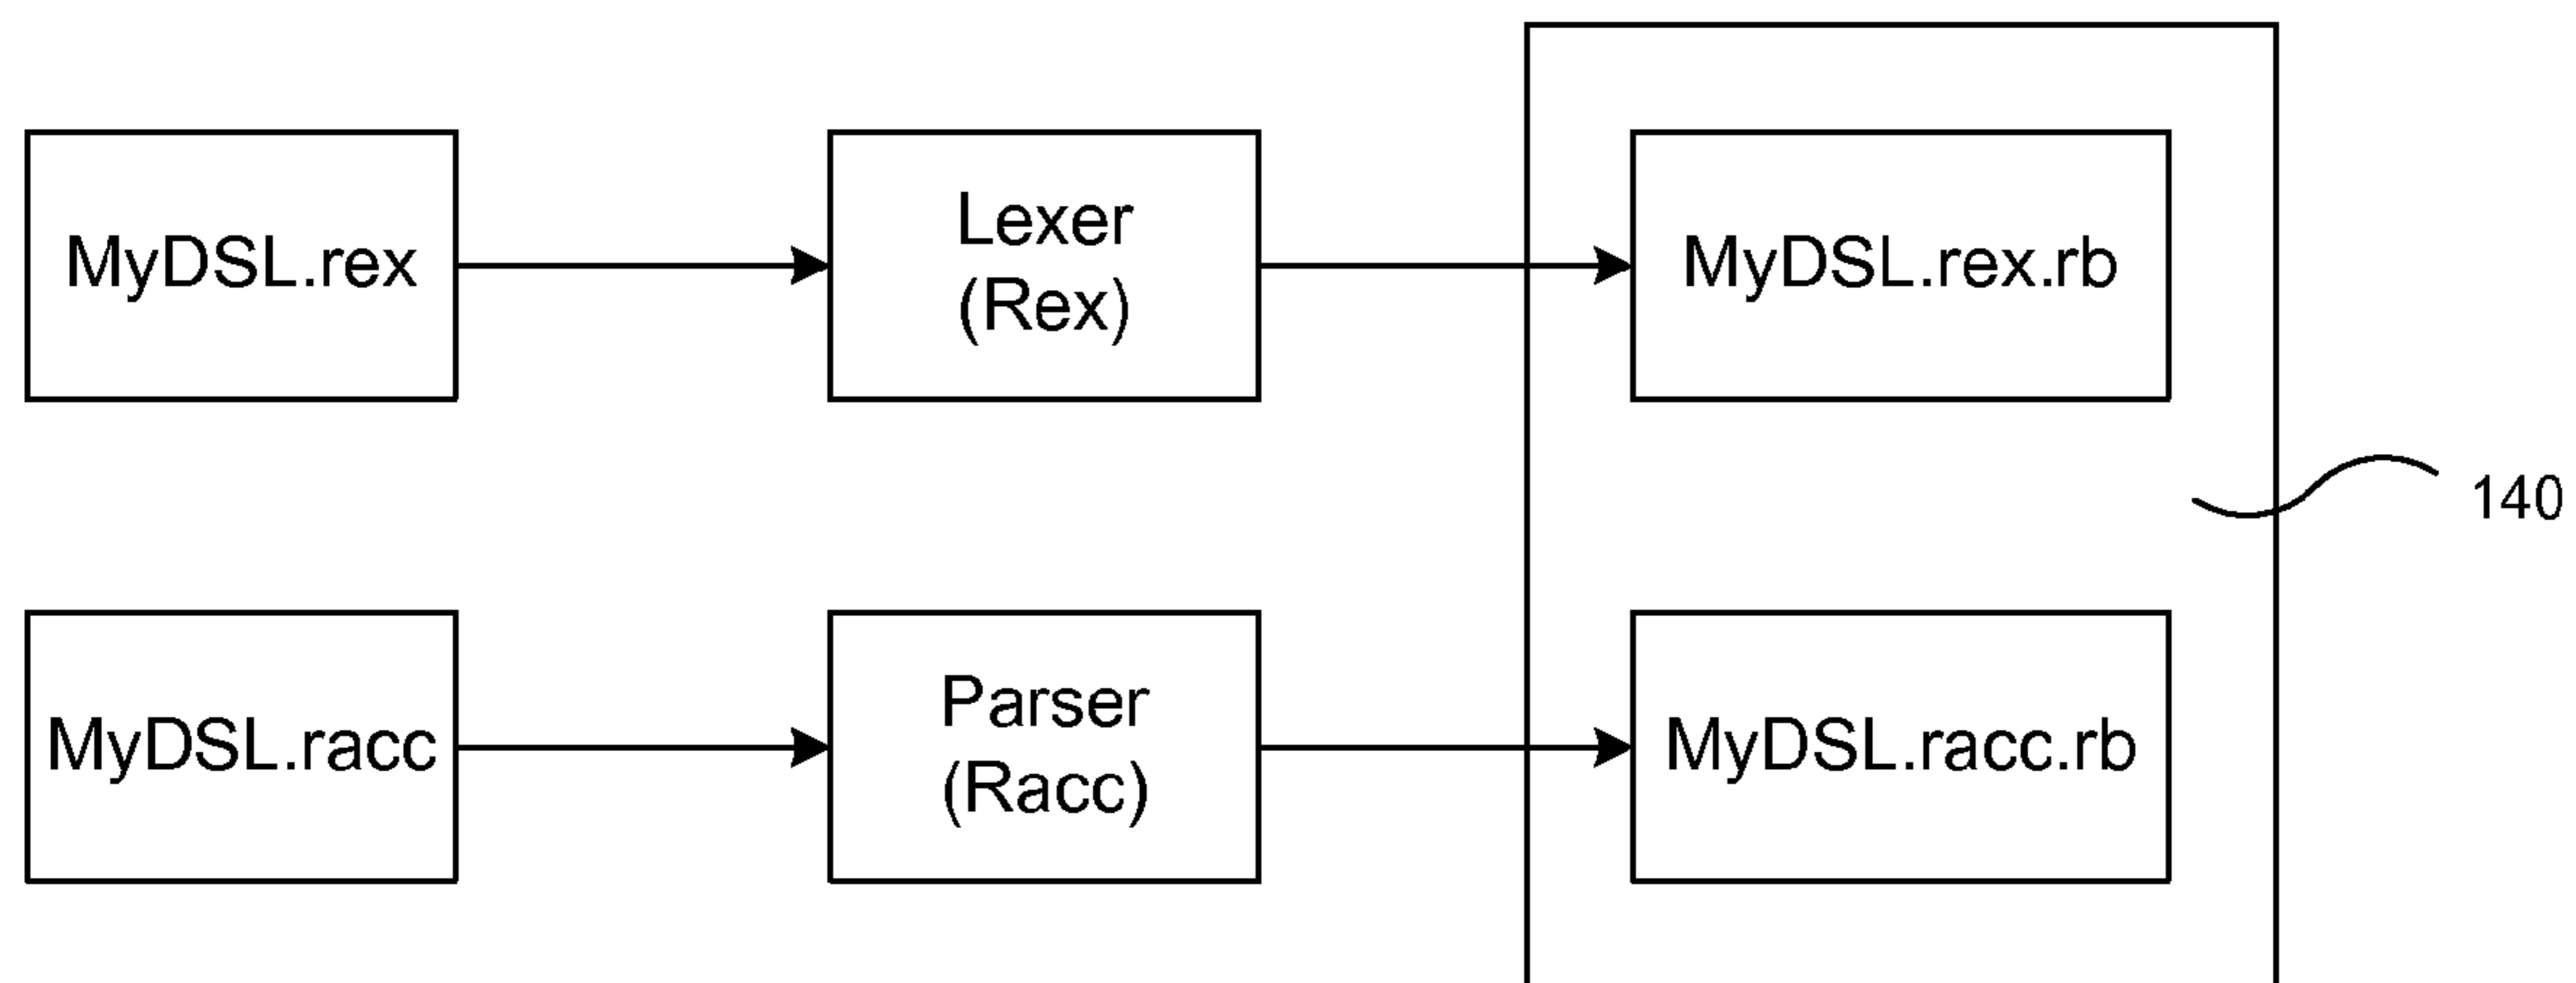 MyDSL.rex
Lexer
(Rex)
MyDSL.rex.rb
140
MyDSL.racc
Parser
(Racc)
MyDSL.racc.rb